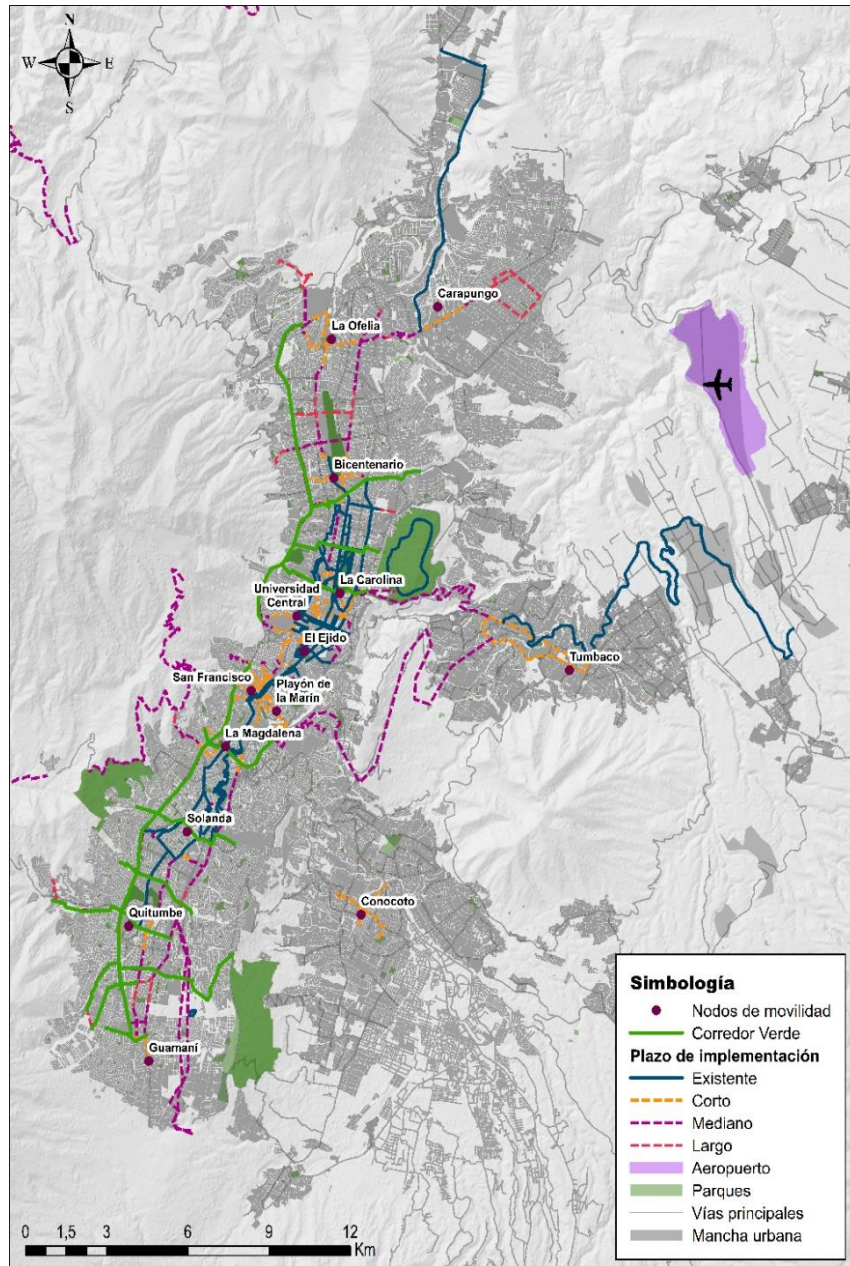 N
W E
S
Carapungo
La Ofelia
Bicentenario
La Carolina
Universidad
Central
El Ejido
Tumbaco
San Francisco
Playón de
la Marín
La Magdalena
Solanda
Conocoto
Quitumbe
Guamaní
Simbología
Nodos de movilidad
Corredor Verde
Plazo de implementación
Existente
Corto
Mediano
Largo
Aeropuerto
Parques
Vías principales
Mancha urbana
0 1,5 3 6 9 12
Km